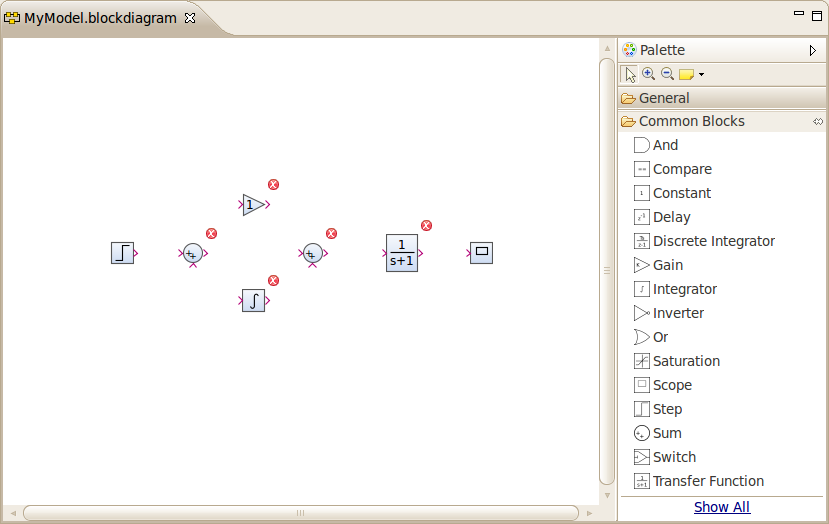 MyModel.blockdiagram
Palette
General
Common Blocks
And
Compare
Constant
Delay
Discrete Integrator
Gain
Integrator
Inverter
Or
Saturation
Scope
Step
Sum
Switch
Transfer Function
Show All
1
++
++
1
s+1
∫